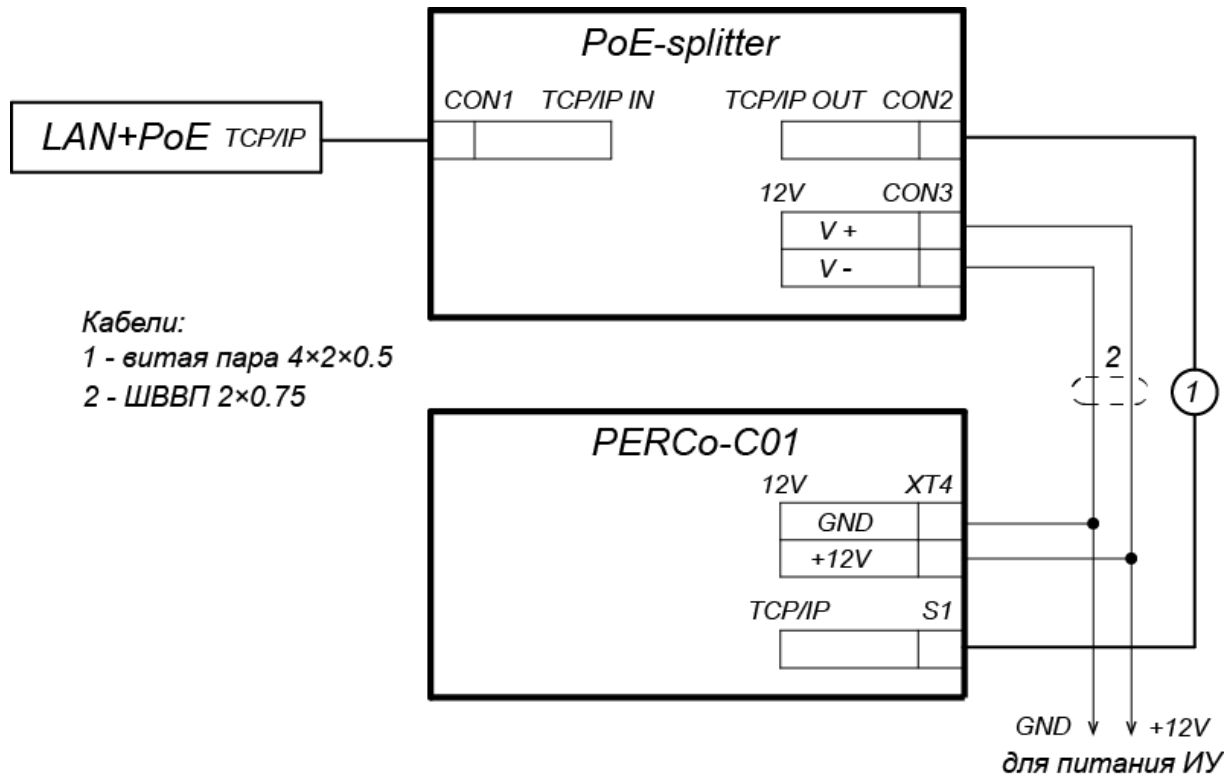 PoE-splitter
CON1 TCP/IP IN TCP/IP OUT CON2
LAN+PoE TCP/IP
12V CON3
V +
V -
Кабели:
1 - витая пара 4×2×0.5
2 - ШВВП 2×0.75
2
1
PERCo-C01
12V XT4
GND
+12V
TCP/IP S1
GND +12V
для питания ИУ